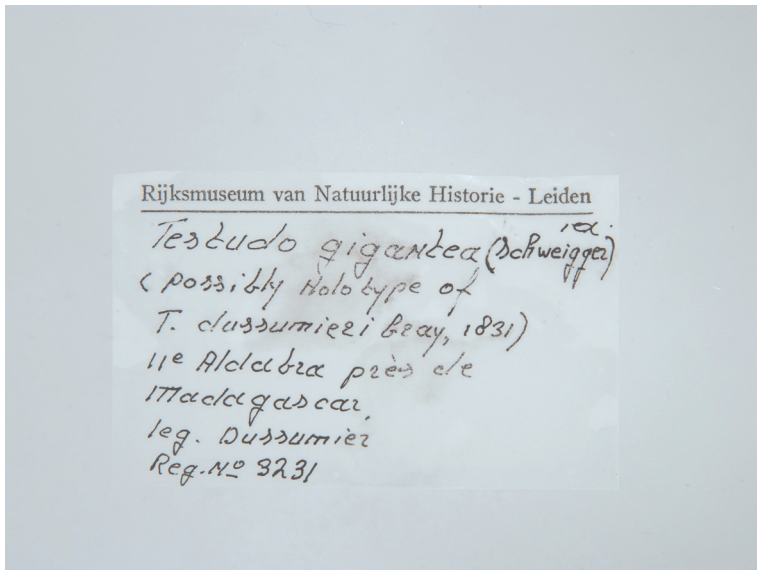 Rijksmuseum van Natuurlijke Historie - Leiden
Testudo gigantea (Schweigger)
(possibly Holotype of
T. dussumieri Gray, 1831)
Ile Aldabra près de
Madagascar,
leg. Dussumier
Reg. No 3231